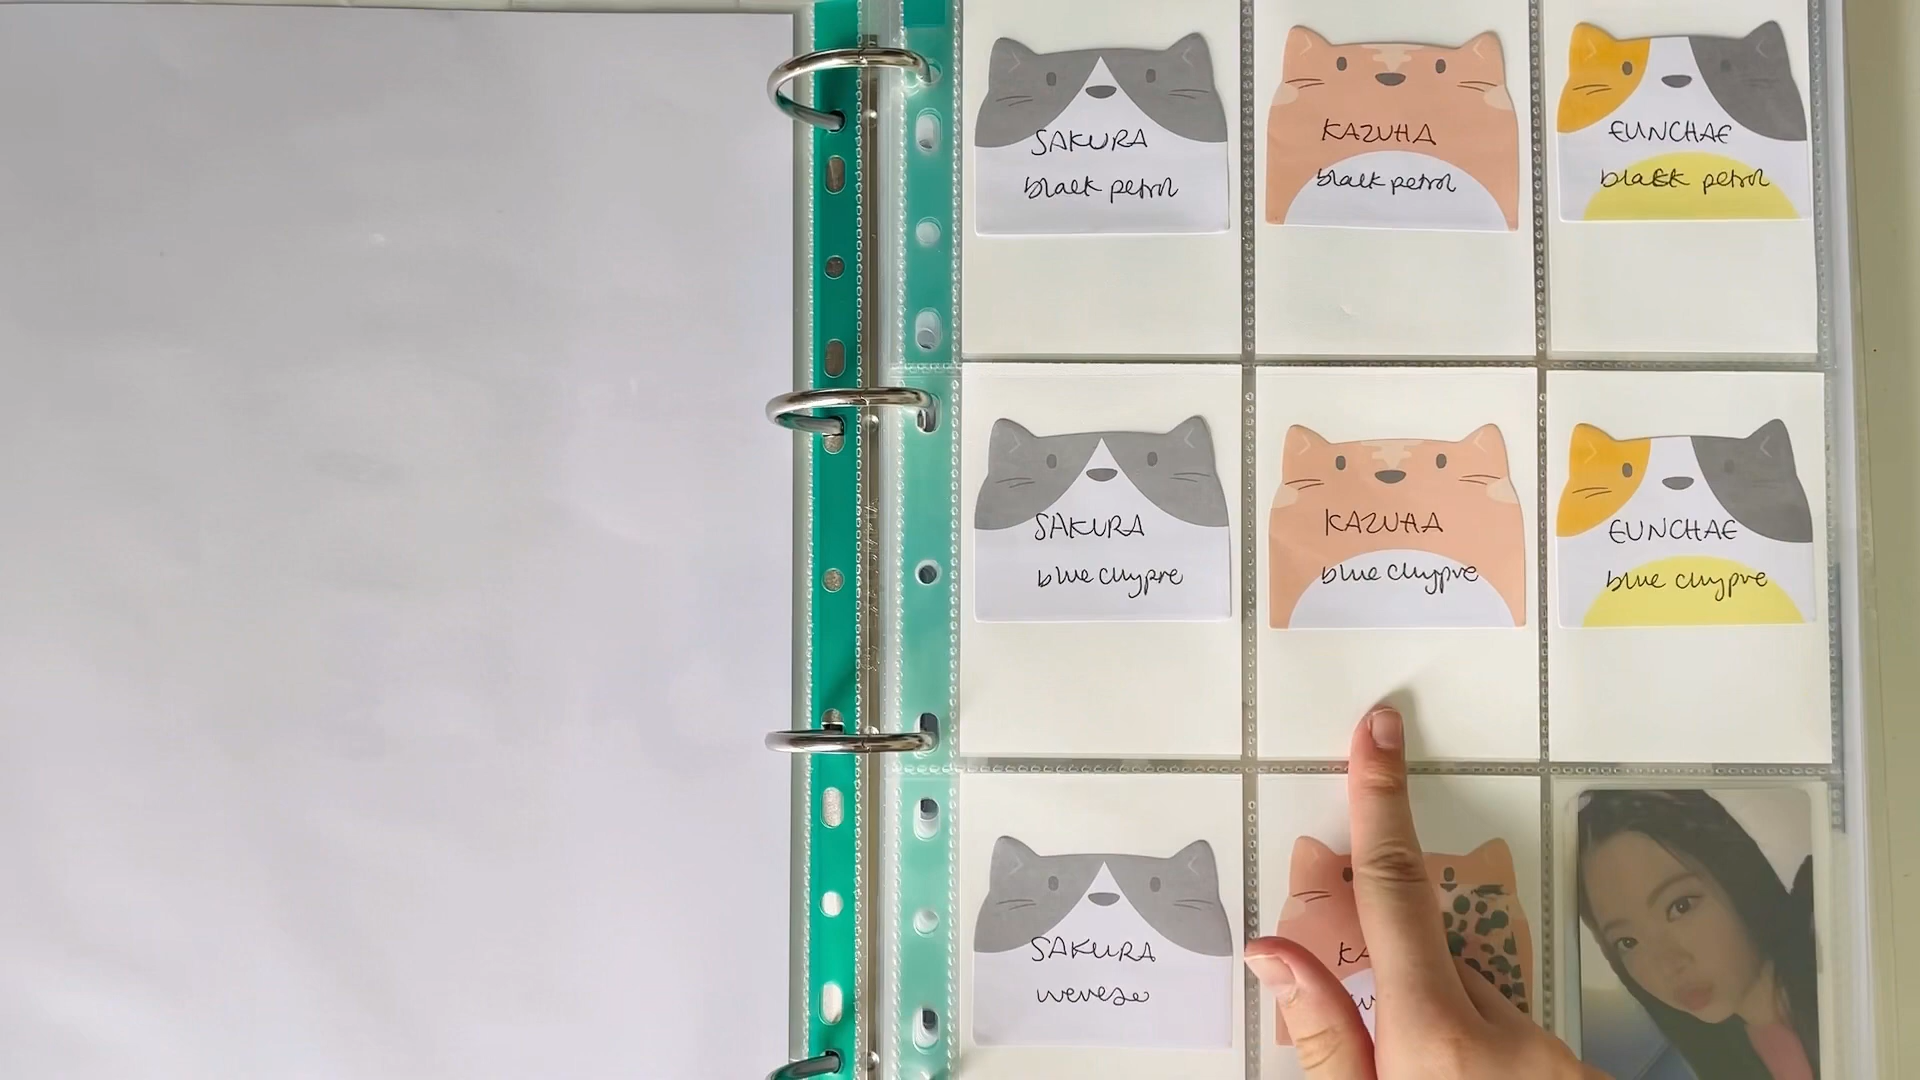 SAKURA
black petrol
KAZUHA
black petrol
EUNCHAE
black petrol
SAKURA
blue chypre
KAZUHA
blue chypre
EUNCHAE
blue chypre
SAKURA
weverse
KA